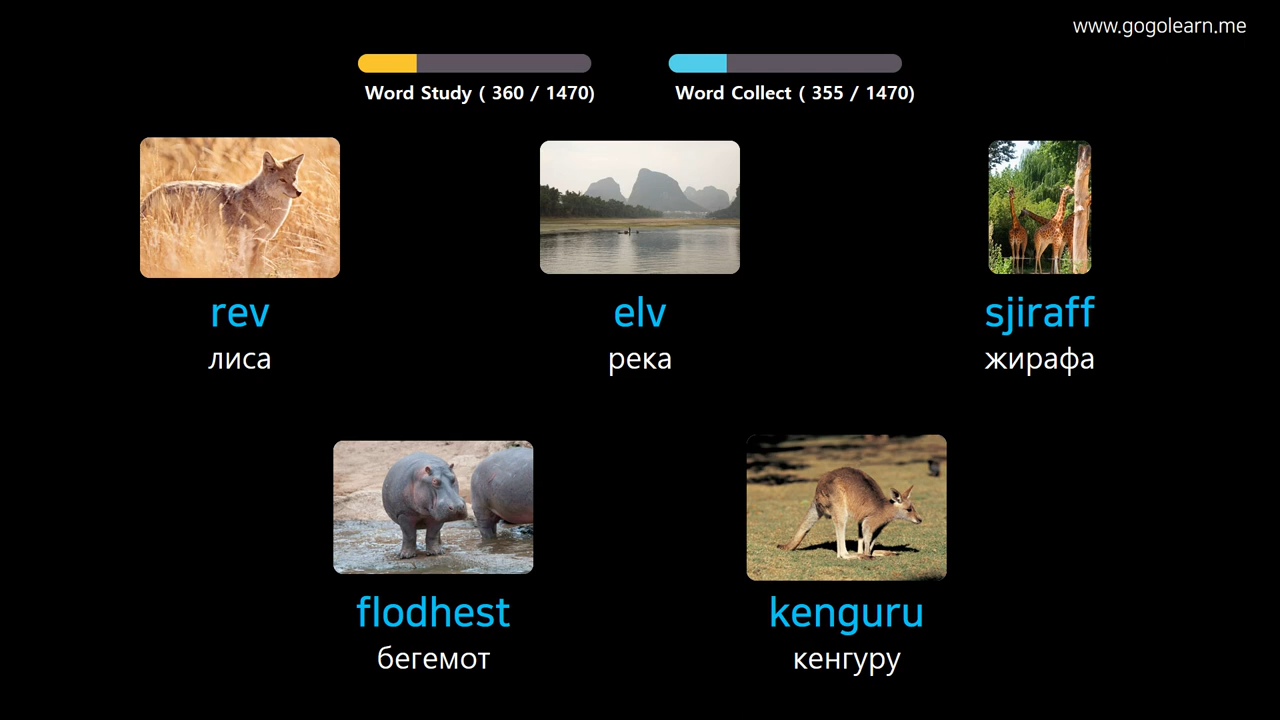 www.gogolearn.me
Word Study ( 360 / 1470)
Word Collect ( 355 / 1470)
rev
лиса
elv
река
sjiraff
жирафа
flodhest
бегемот
kenguru
кенгуру